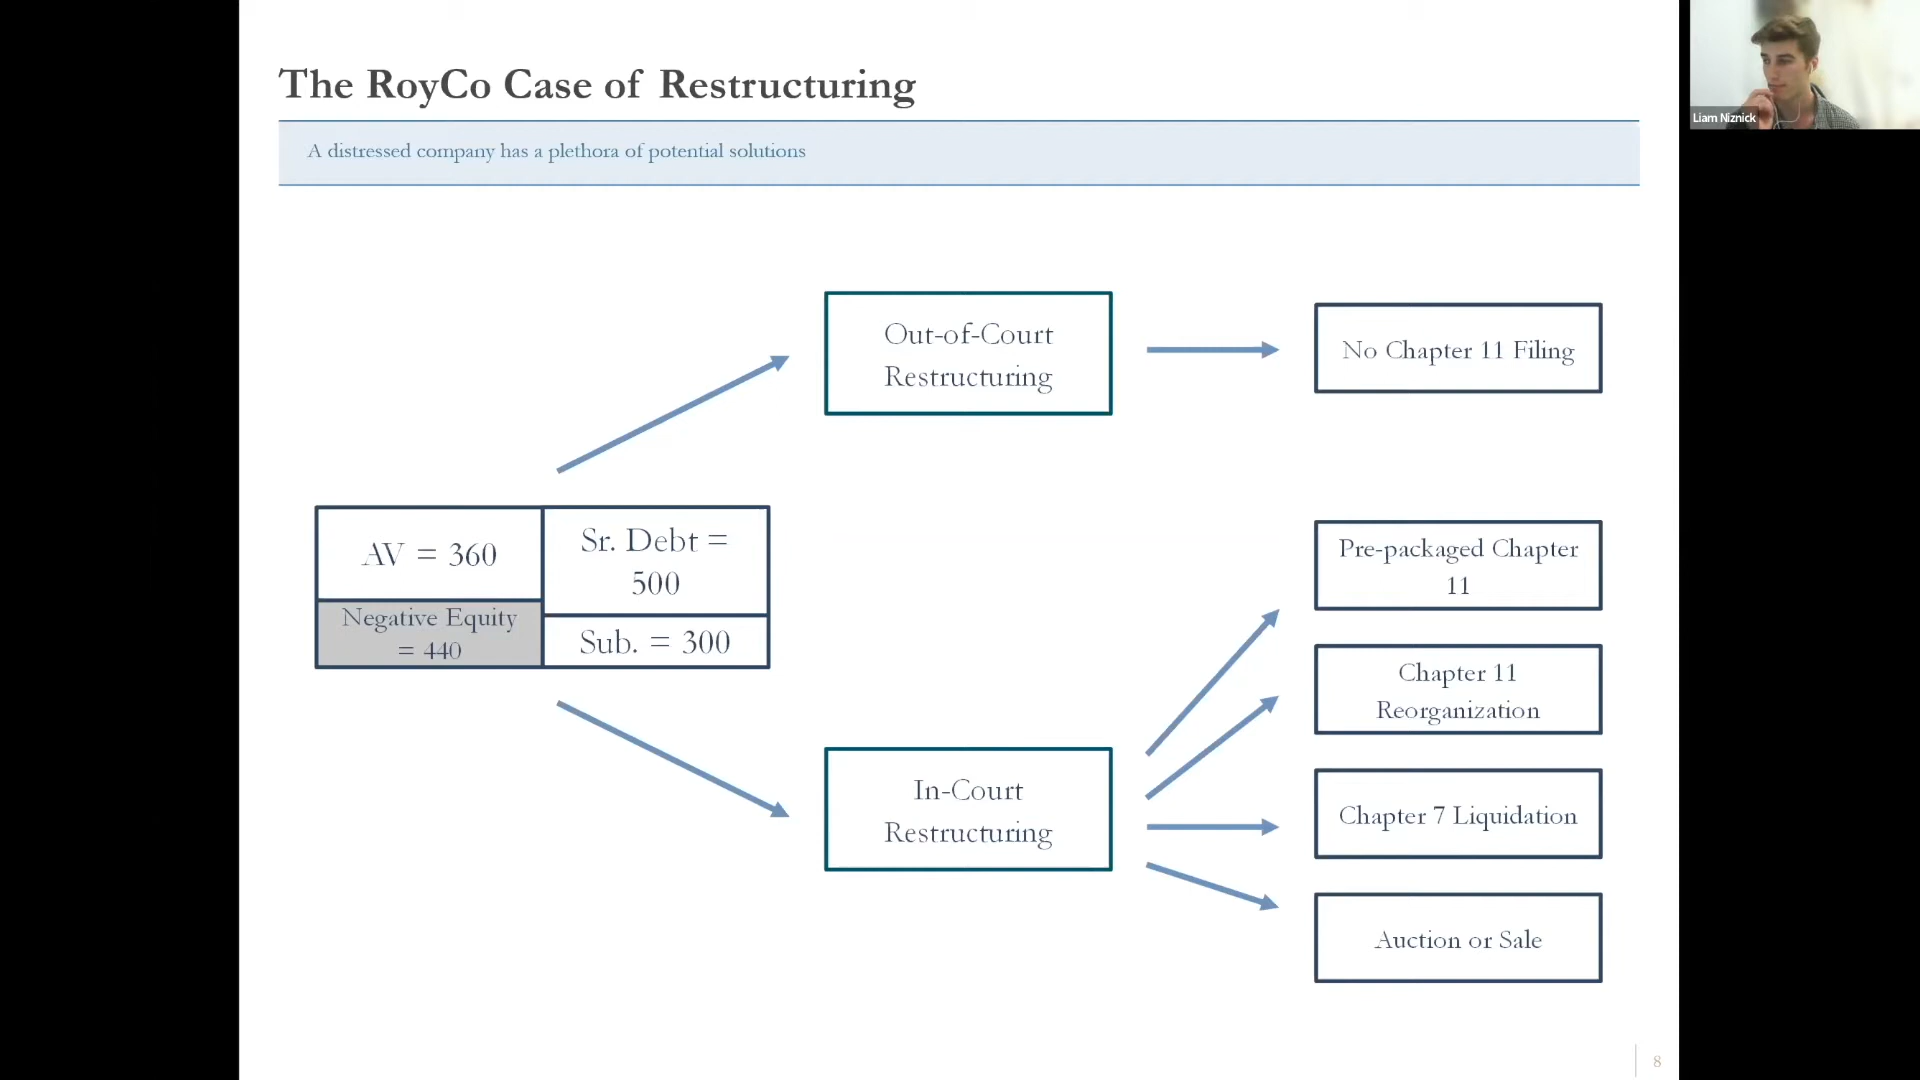 The RoyCo Case of Restructuring
Liam Niznick
A distressed company has a plethora of potential solutions
Out-of-Court
Restructuring
No Chapter 11 Filing
AV = 360
Negative Equity
= 440
Sr. Debt =
500
Sub. = 300
Pre-packaged Chapter
11
Chapter 11
Reorganization
In-Court
Restructuring
Chapter 7 Liquidation
Auction or Sale
8